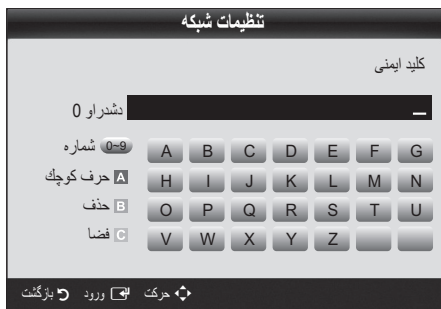 تنظیمات شبکه
کلید ایمنی
0 دشدراو
0~9 شماره
A حرف کوچك
B حذف
C فضا
A B C D E F G
H I J K L M N
O P Q R S T U
V W X Y Z
حرکت ورود بازگشت